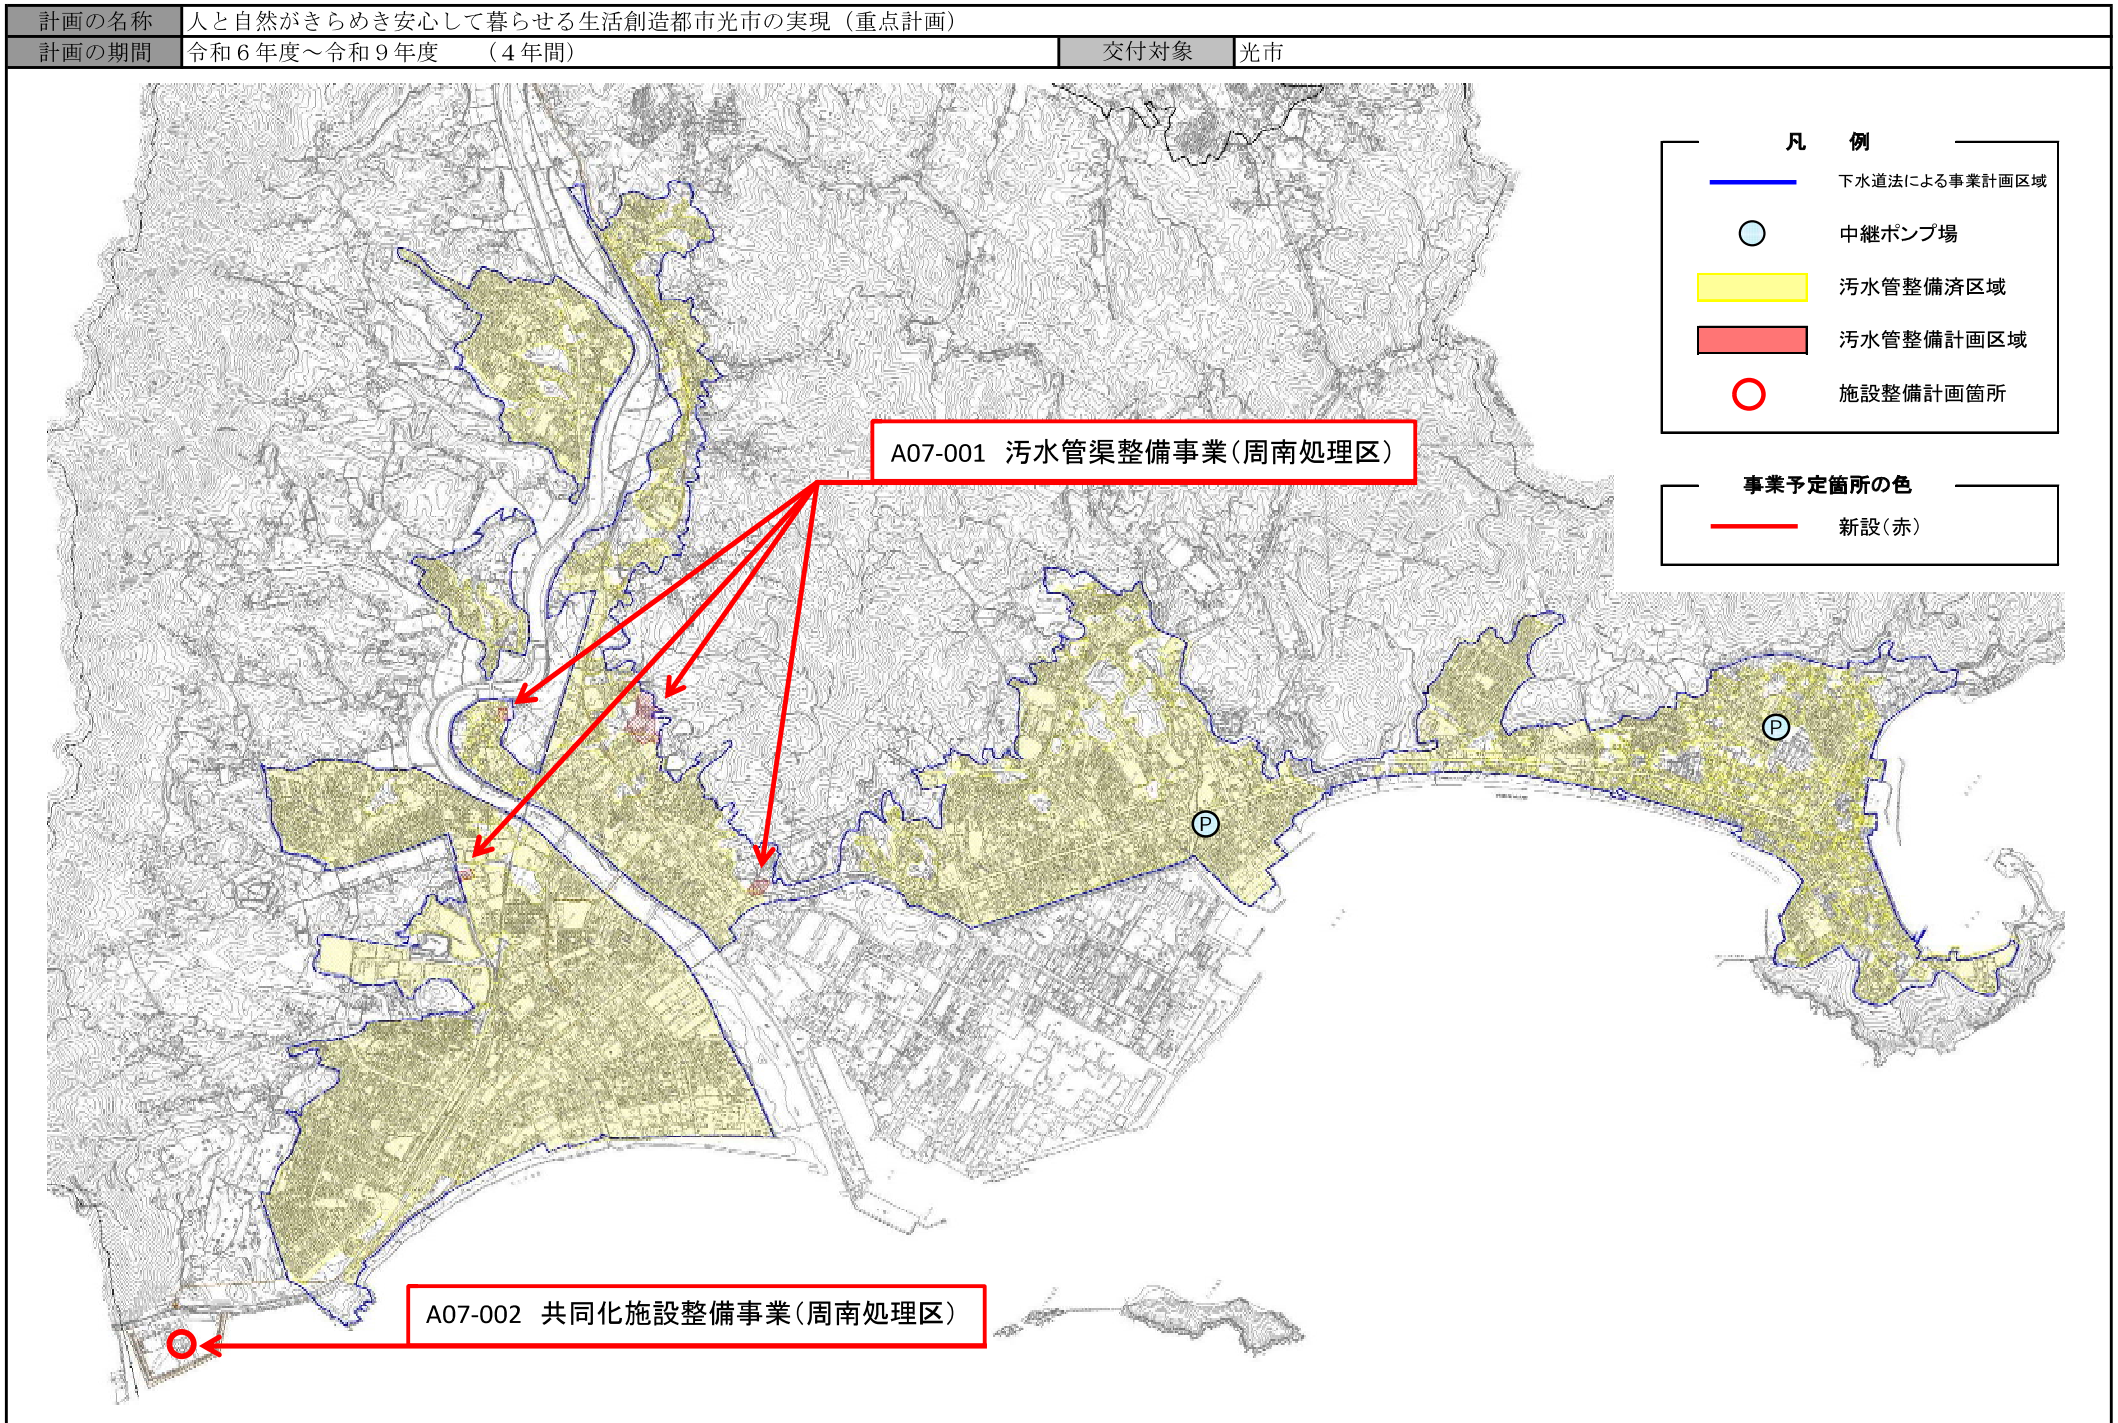 計画の名称 人と自然がきらめき安心して暮らせる生活創造都市光市の実現（重点計画）
計画の期間 令和６年度～令和９年度　（４年間） 交付対象 光市
凡　例
下水道法による事業計画区域
中継ポンプ場
汚水管整備済区域
汚水管整備計画区域
施設整備計画箇所
A07-001 汚水管渠整備事業（周南処理区）
事業予定箇所の色
新設（赤）
P
P
A07-002 共同化施設整備事業（周南処理区）